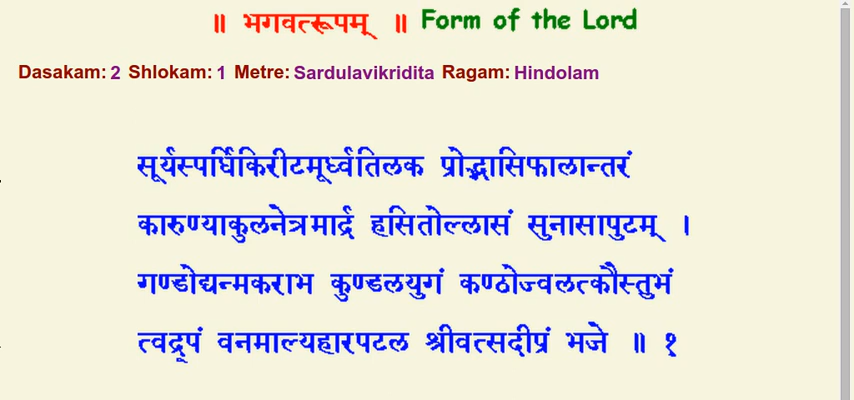 ॥ भगवत्रूपम् ॥ Form of the Lord
Dasakam: 2 Shlokam: 1 Metre: Sardulavikridita Ragam: Hindolam
सूर्यस्पर्धिकिरीटमूर्ध्वतिलक प्रोद्भासिफालान्तरं
कारुण्याकुलनेत्रमार्द्र हसितोल्लासं सुनासापुटम् ।
गण्डोद्यन्मकराभ कुण्डलयुगं कण्ठोज्वलत्कौस्तुभं
त्वद्रूपं वनमाल्यहारपटल श्रीवत्सदीप्रं भजे ॥ १